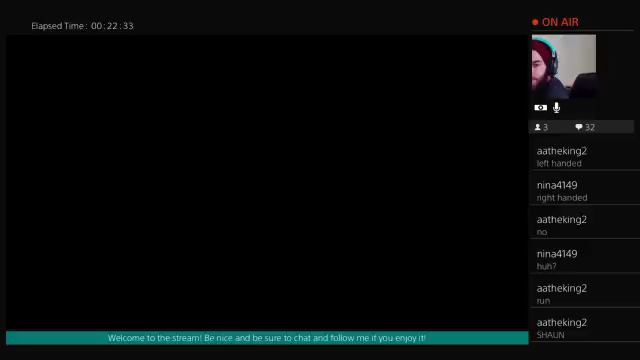 Elapsed Time: 00:22:33
ON AIR
3 32
aatheking2
left handed
nina4149
right handed
aatheking2
no
nina4149
huh?
aatheking2
run
aatheking2
SHAUN
Welcome to the stream! Be nice and be sure to chat and follow me if you enjoy it!